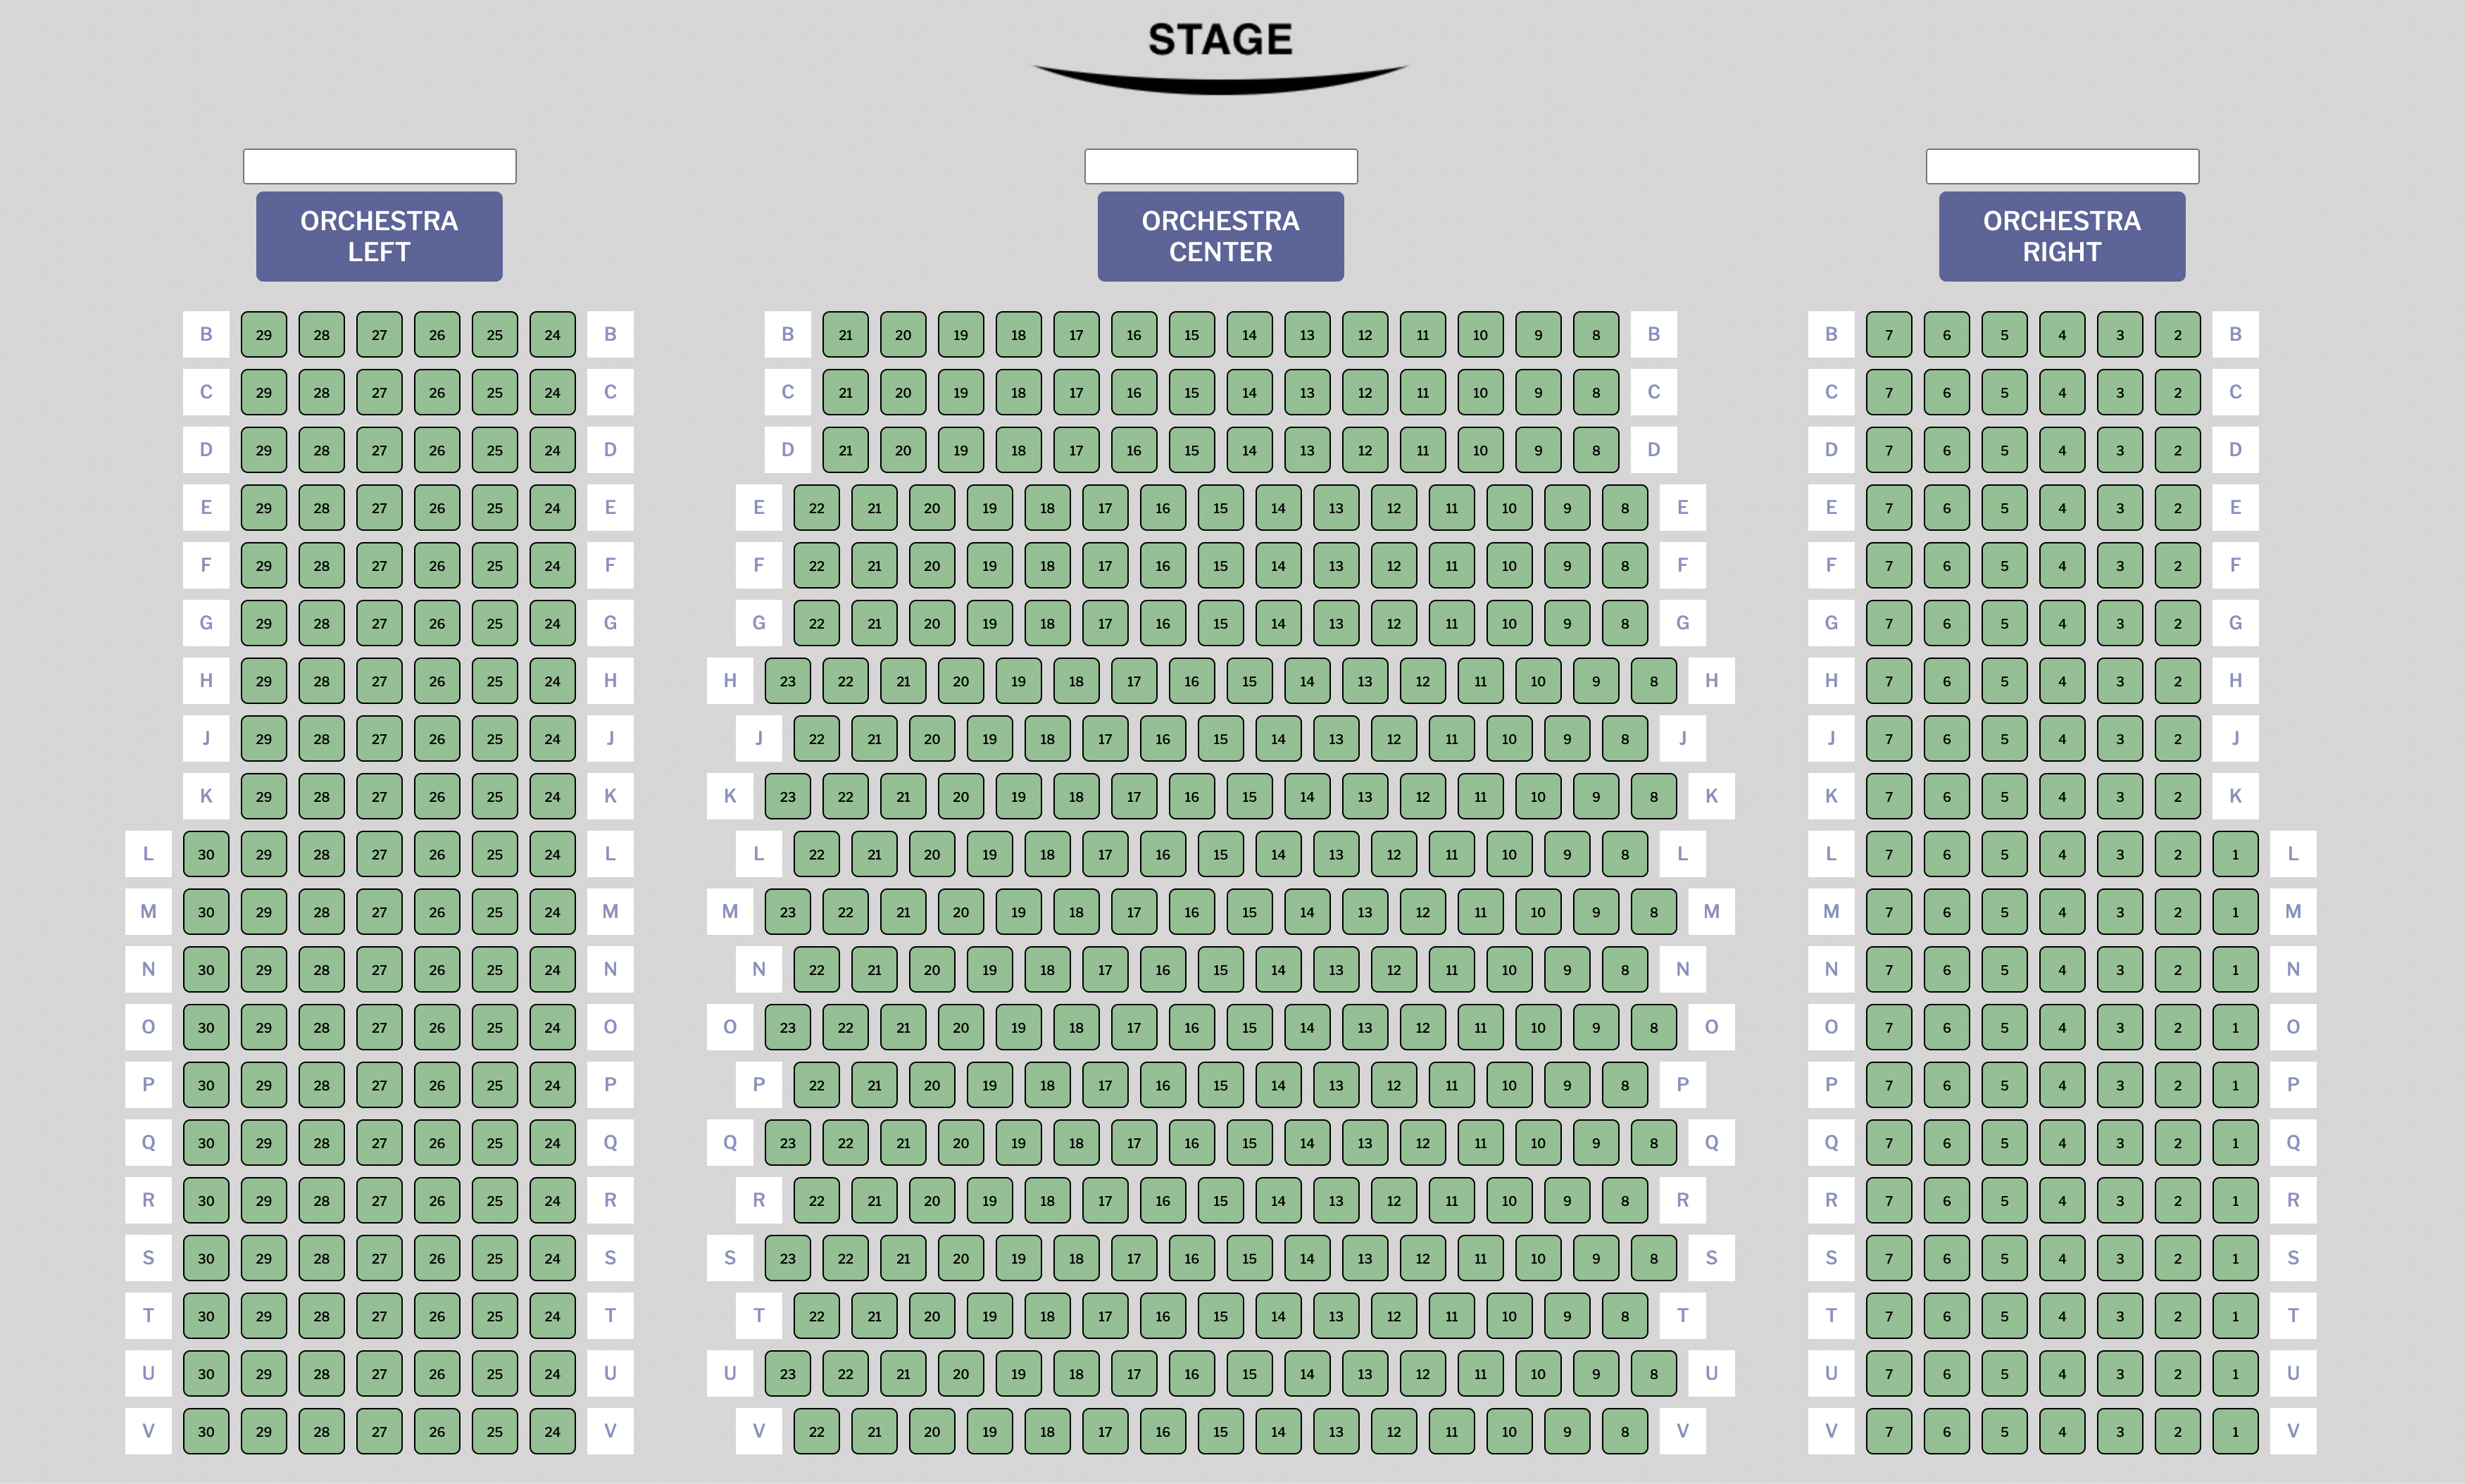 STAGE
ORCHESTRA
LEFT
ORCHESTRA
CENTER
ORCHESTRA
RIGHT
B 29 28 27 26 25 24 B B 21 20 19 18 17 16 15 14 13 12 11 10 9 8 B B 7 6 5 4 3 2 B
C 29 28 27 26 25 24 C C 21 20 19 18 17 16 15 14 13 12 11 10 9 8 C C 7 6 5 4 3 2 C
D 29 28 27 26 25 24 D D 21 20 19 18 17 16 15 14 13 12 11 10 9 8 D D 7 6 5 4 3 2 D
E 29 28 27 26 25 24 E E 22 21 20 19 18 17 16 15 14 13 12 11 10 9 8 E E 7 6 5 4 3 2 E
F 29 28 27 26 25 24 F F 22 21 20 19 18 17 16 15 14 13 12 11 10 9 8 F F 7 6 5 4 3 2 F
G 29 28 27 26 25 24 G G 22 21 20 19 18 17 16 15 14 13 12 11 10 9 8 G G 7 6 5 4 3 2 G
H 29 28 27 26 25 24 H H 23 22 21 20 19 18 17 16 15 14 13 12 11 10 9 8 H H 7 6 5 4 3 2 H
J 29 28 27 26 25 24 J J 22 21 20 19 18 17 16 15 14 13 12 11 10 9 8 J J 7 6 5 4 3 2 J
K 29 28 27 26 25 24 K K 23 22 21 20 19 18 17 16 15 14 13 12 11 10 9 8 K K 7 6 5 4 3 2 K
L 30 29 28 27 26 25 24 L L 22 21 20 19 18 17 16 15 14 13 12 11 10 9 8 L L 7 6 5 4 3 2 1 L
M 30 29 28 27 26 25 24 M M 23 22 21 20 19 18 17 16 15 14 13 12 11 10 9 8 M M 7 6 5 4 3 2 1 M
N 30 29 28 27 26 25 24 N N 22 21 20 19 18 17 16 15 14 13 12 11 10 9 8 N N 7 6 5 4 3 2 1 N
O 30 29 28 27 26 25 24 O O 23 22 21 20 19 18 17 16 15 14 13 12 11 10 9 8 O O 7 6 5 4 3 2 1 O
P 30 29 28 27 26 25 24 P P 22 21 20 19 18 17 16 15 14 13 12 11 10 9 8 P P 7 6 5 4 3 2 1 P
Q 30 29 28 27 26 25 24 Q Q 23 22 21 20 19 18 17 16 15 14 13 12 11 10 9 8 Q Q 7 6 5 4 3 2 1 Q
R 30 29 28 27 26 25 24 R R 22 21 20 19 18 17 16 15 14 13 12 11 10 9 8 R R 7 6 5 4 3 2 1 R
S 30 29 28 27 26 25 24 S S 23 22 21 20 19 18 17 16 15 14 13 12 11 10 9 8 S S 7 6 5 4 3 2 1 S
T 30 29 28 27 26 25 24 T T 22 21 20 19 18 17 16 15 14 13 12 11 10 9 8 T T 7 6 5 4 3 2 1 T
U 30 29 28 27 26 25 24 U U 23 22 21 20 19 18 17 16 15 14 13 12 11 10 9 8 U U 7 6 5 4 3 2 1 U
V 30 29 28 27 26 25 24 V V 22 21 20 19 18 17 16 15 14 13 12 11 10 9 8 V V 7 6 5 4 3 2 1 V